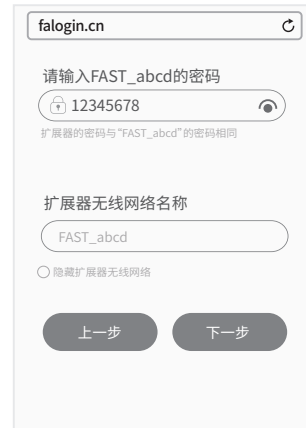 falogin.cn
请输入FAST_abcd的密码
12345678
扩展器的密码与“FAST_abcd”的密码相同
扩展器无线网络名称
FAST_abcd
隐藏扩展器无线网络
上一步 下一步